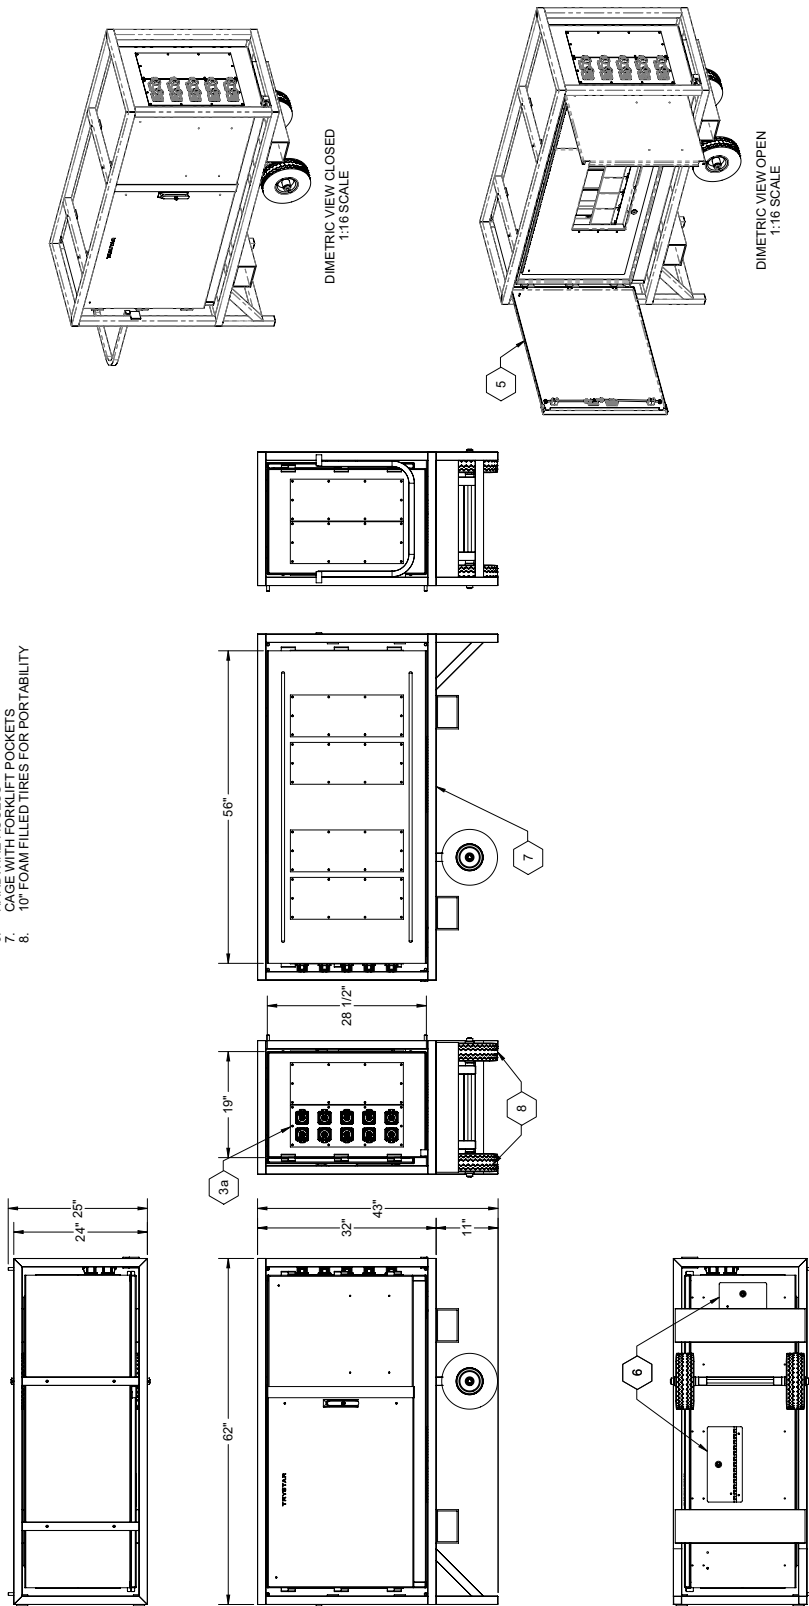 7. CAGE WITH FORKLIFT POCKETS
8. 10" FOAM FILLED TIRES FOR PORTABILITY
24"
25"
62"
TRYSTAR
32"
43"
11"
3a
19"
28 1/2"
8
56"
7
6
DIMETRIC VIEW CLOSED
1:16 SCALE
TRYSTAR
5
DIMETRIC VIEW OPEN
1:16 SCALE